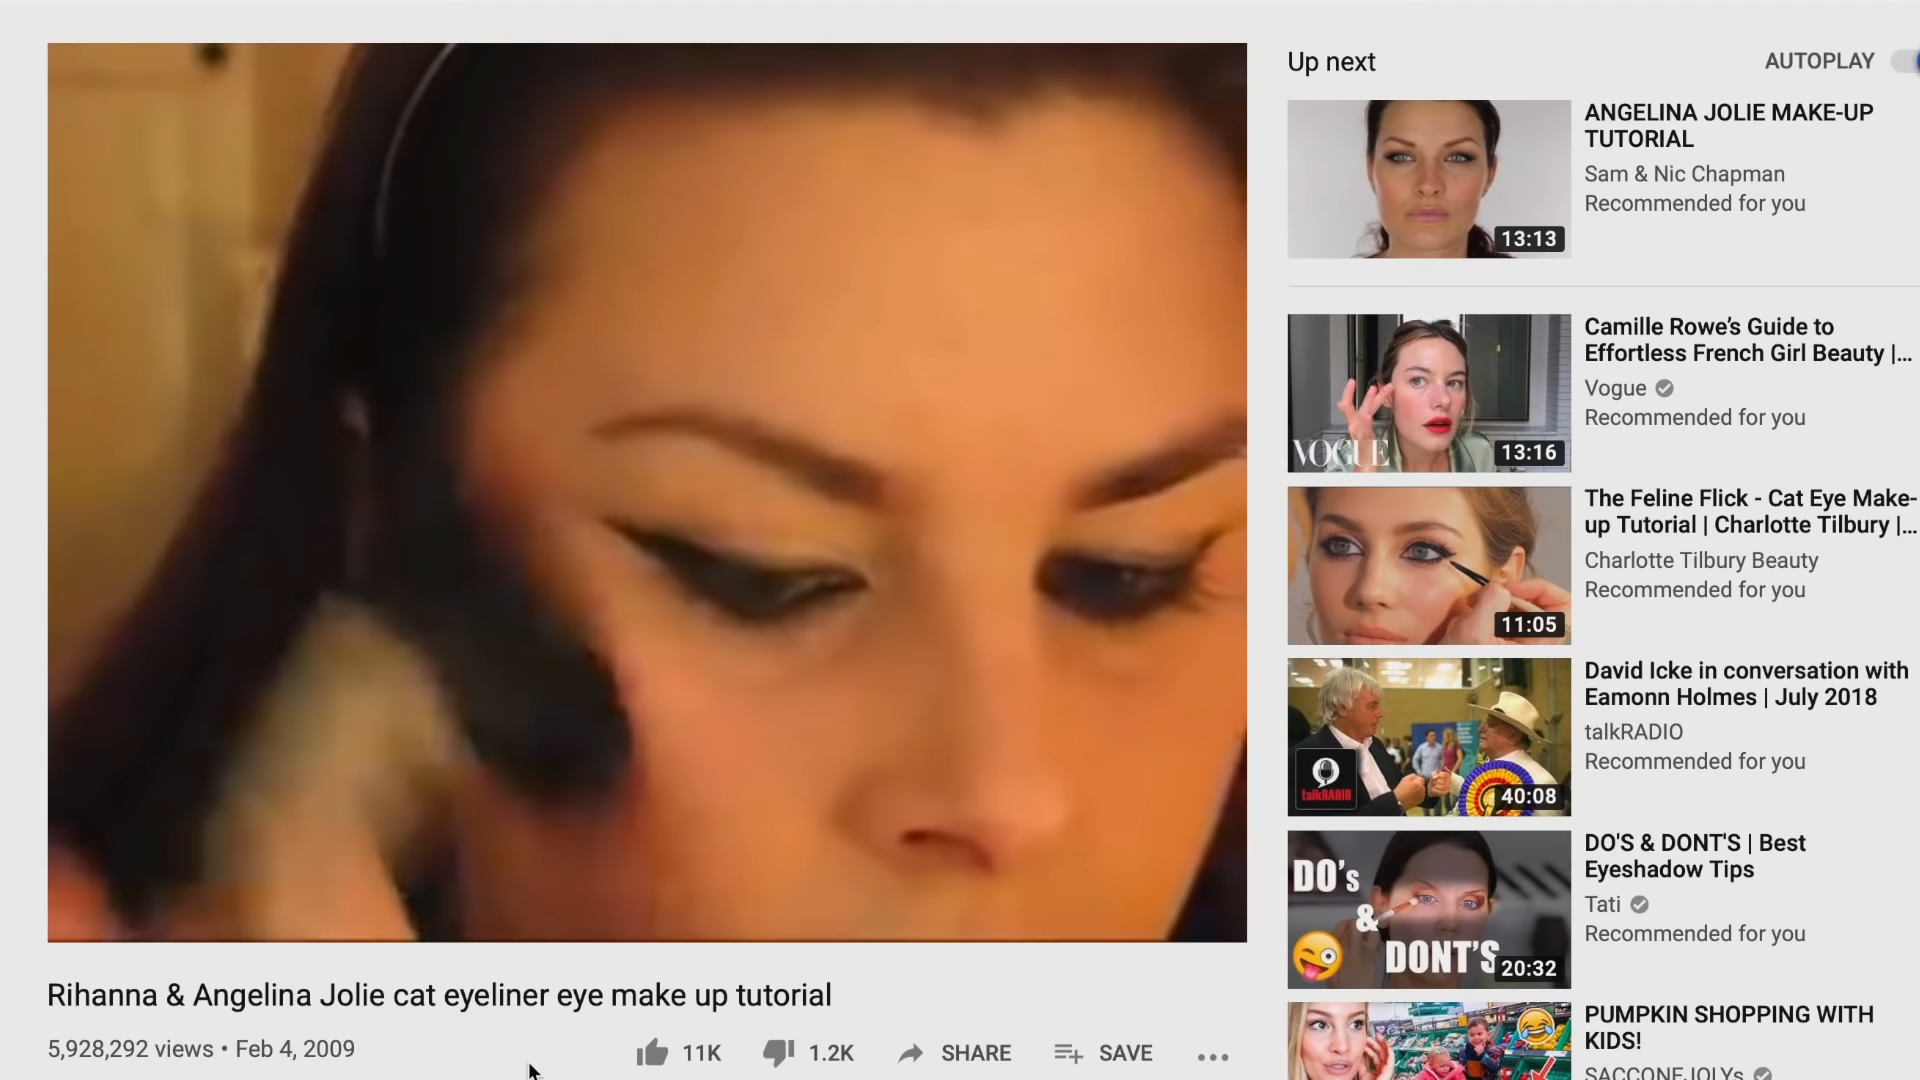 Up next
AUTOPLAY
ANGELINA JOLIE MAKE-UP
TUTORIAL
Sam & Nic Chapman
Recommended for you
13:13
Camille Rowe’s Guide to
Effortless French Girl Beauty |...
Vogue
Recommended for you
VOGUE
13:16
The Feline Flick - Cat Eye Make-
up Tutorial | Charlotte Tilbury |...
Charlotte Tilbury Beauty
Recommended for you
11:05
David Icke in conversation with
Eamonn Holmes | July 2018
talkRADIO
Recommended for you
talkRADIO
40:08
DO'S & DONT'S | Best
Eyeshadow Tips
Tati
Recommended for you
DO's
&
DONT'S
20:32
PUMPKIN SHOPPING WITH
KIDS!
SACCONEJOLYs
Rihanna & Angelina Jolie cat eyeliner eye make up tutorial
5,928,292 views • Feb 4, 2009
11K
1.2K
SHARE
SAVE